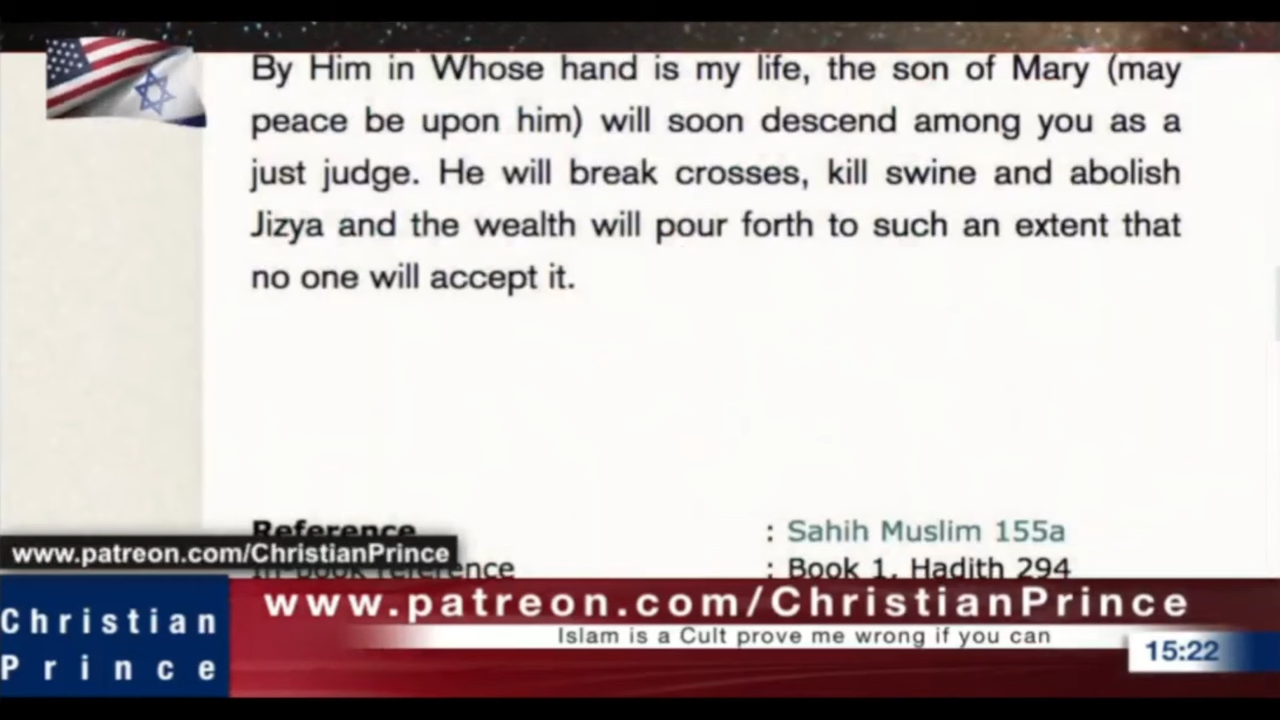 By Him in Whose hand is my life, the son of Mary (may
peace be upon him) will soon descend among you as a
just judge. He will break crosses, kill swine and abolish
Jizya and the wealth will pour forth to such an extent that
no one will accept it.
Reference : Sahih Muslim 155a
www.patreon.com/ChristianPrince
In-book reference : Book 1, Hadith 294
Christian
Prince
www.patreon.com/ChristianPrince
Islam is a Cult prove me wrong if you can
15:22